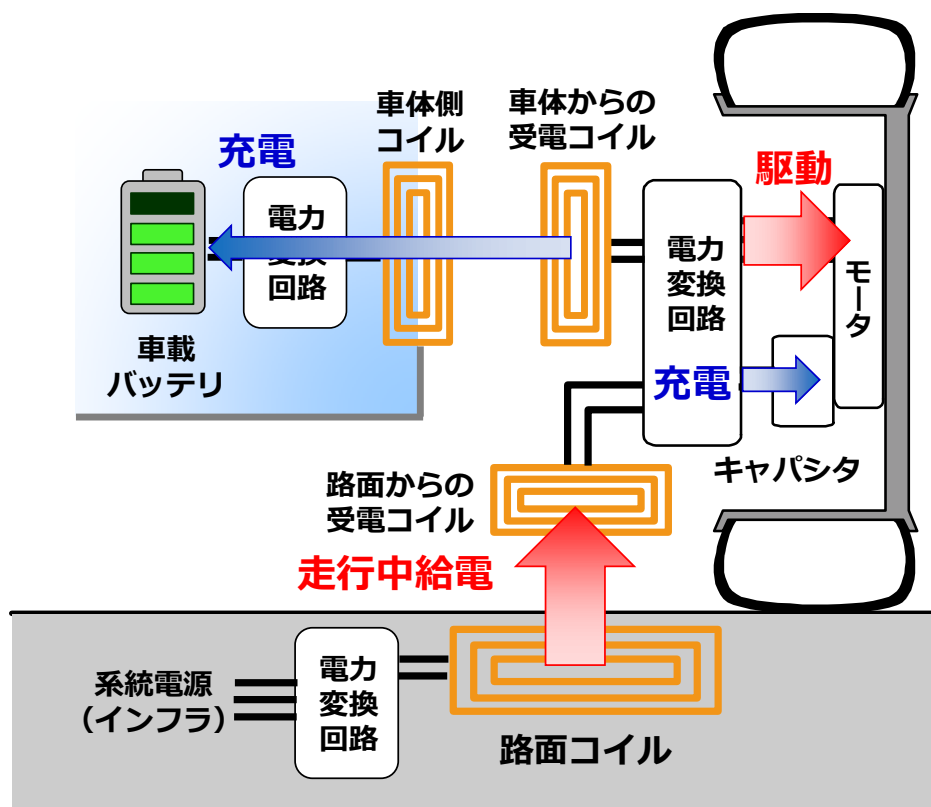 車体側
コイル
車体からの
受電コイル
充電
駆動
電力
変換
回路
電力
変換
回路
モータ
車載
バッテリ
充電
キャパシタ
路面からの
受電コイル
走行中給電
系統電源
（インフラ）
電力
変換
回路
路面コイル